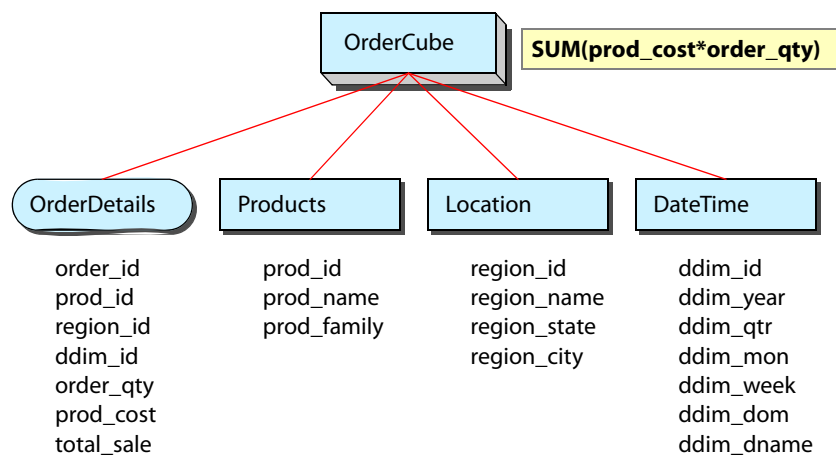 OrderCube
SUM(prod_cost*order_qty)
OrderDetails
order_id
prod_id
region_id
ddim_id
order_qty
prod_cost
total_sale
Products
prod_id
prod_name
prod_family
Location
region_id
region_name
region_state
region_city
DateTime
ddim_id
ddim_year
ddim_qtr
ddim_mon
ddim_week
ddim_dom
ddim_dname